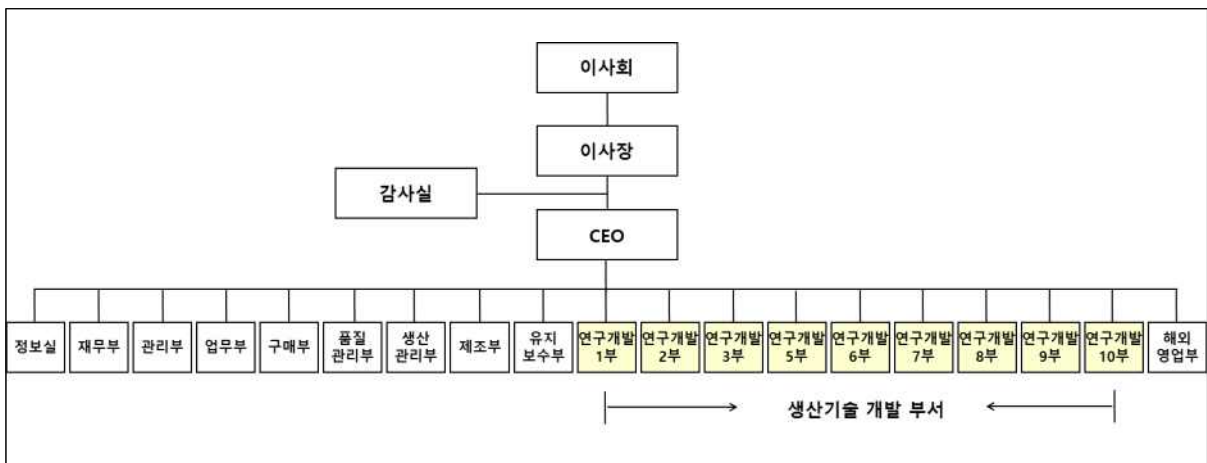 이사회
이사장
감사실
CEO
정보실
재무부
관리부
업무부
구매부
품질
관리부
생산
관리부
제조부
유지
보수부
연구개발
1부
연구개발
2부
연구개발
3부
연구개발
5부
연구개발
6부
연구개발
7부
연구개발
8부
연구개발
9부
연구개발
10부
해외
영업부
생산기술 개발 부서